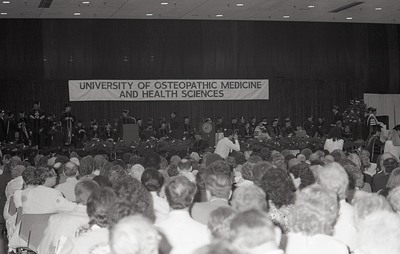 UNIVERSITY OF OSTEOPATHIC MEDICINE
AND HEALTH SCIENCES